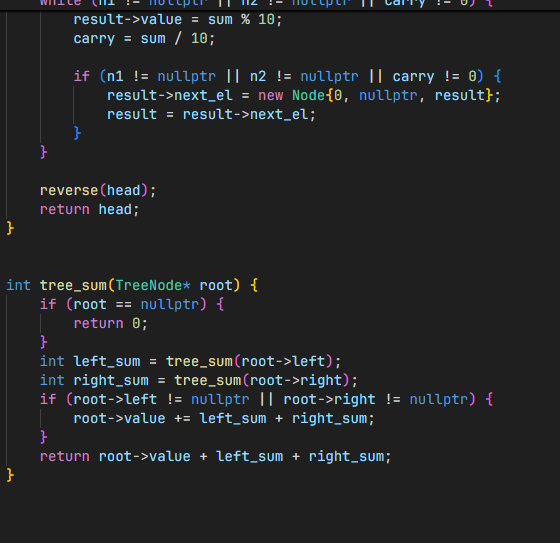 while (n1 != nullptr || n2 != nullptr || carry != 0) {
result->value = sum % 10;
carry = sum / 10;
if (n1 != nullptr || n2 != nullptr || carry != 0) {
result->next_el = new Node{0, nullptr, result};
result = result->next_el;
}
}
reverse(head);
return head;
}
int tree_sum(TreeNode* root) {
if (root == nullptr) {
return 0;
}
int left_sum = tree_sum(root->left);
int right_sum = tree_sum(root->right);
if (root->left != nullptr || root->right != nullptr) {
root->value += left_sum + right_sum;
}
return root->value + left_sum + right_sum;
}